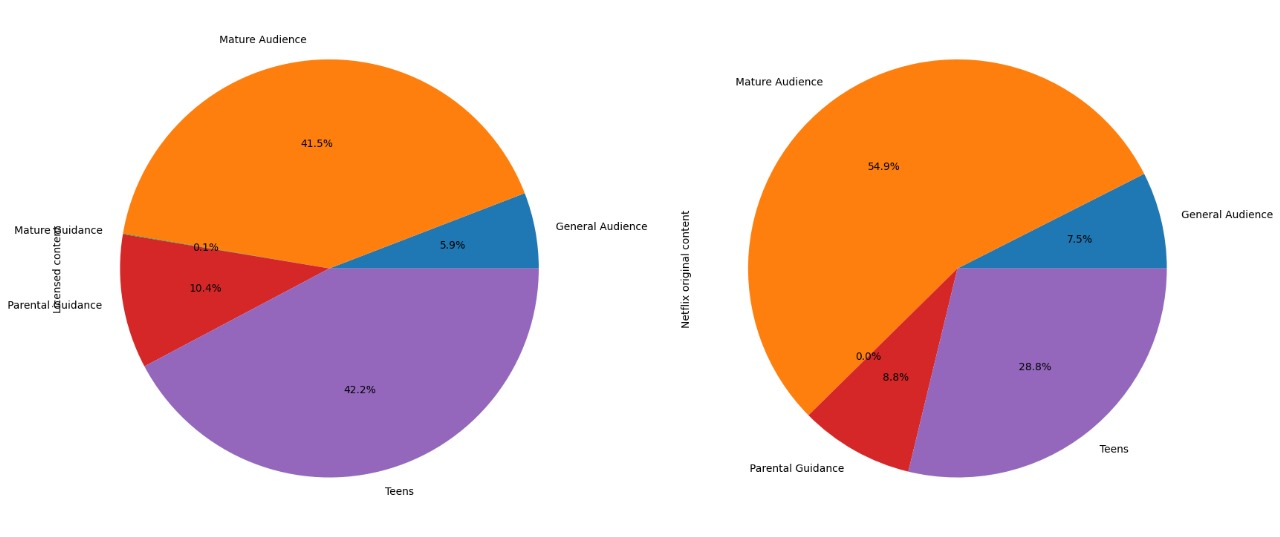 Mature Audience
41.5%
5.9%
General Audience
Mature Guidance
0.1%
Licensed content
10.4%
Parental Guidance
42.2%
Teens
Mature Audience
54.9%
General Audience
7.5%
Netflix original content
0.0%
8.8%
28.8%
Parental Guidance
Teens